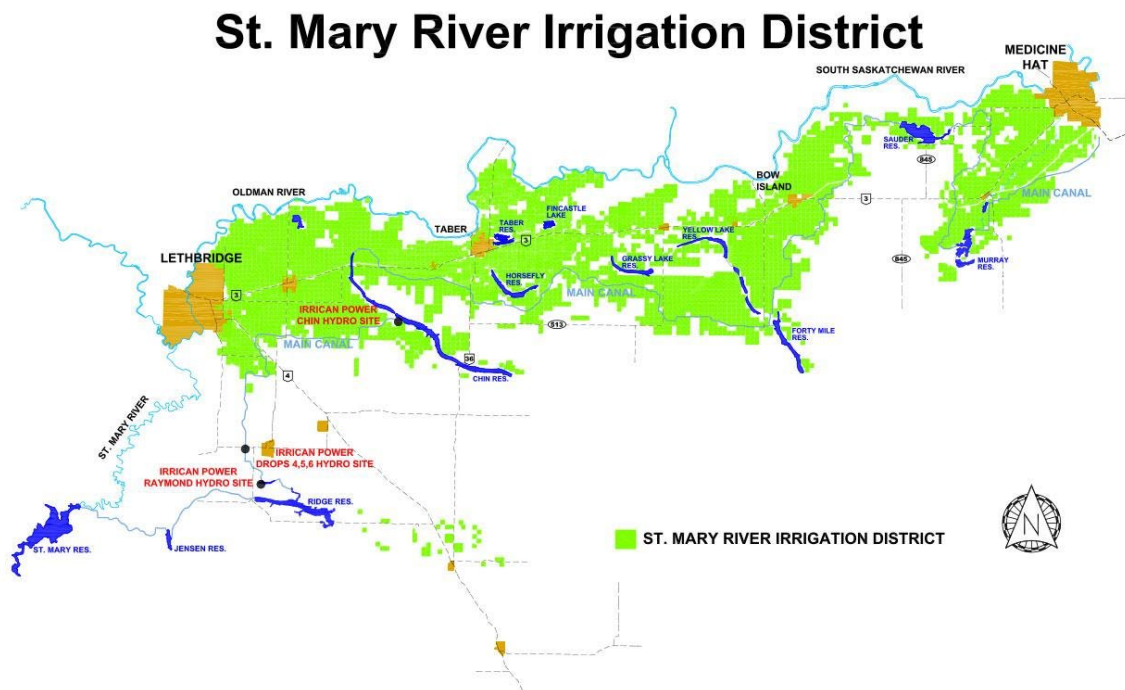 St. Mary River Irrigation District
MEDICINE
HAT
SOUTH SASKATCHEWAN RIVER
SAUDER
RES.
845
OLDMAN RIVER
BOW
ISLAND
3
MAIN CANAL
FINCASTLE
LAKE
TABER
RES.
TABER
3
YELLOW LAKE
RES.
LETHBRIDGE
GRASSY LAKE
RES.
845
MURRAY
RES.
HORSEFLY
RES.
MAIN CANAL
3
IRRICAN POWER
CHIN HYDRO SITE
513
FORTY MILE
RES.
MAIN CANAL
36
4
CHIN RES.
ST. MARY RIVER
IRRICAN POWER
DROPS 4,5,6 HYDRO SITE
IRRICAN POWER
RAYMOND HYDRO SITE
RIDGE RES.
ST. MARY RES.
JENSEN RES.
ST. MARY RIVER IRRIGATION DISTRICT
N